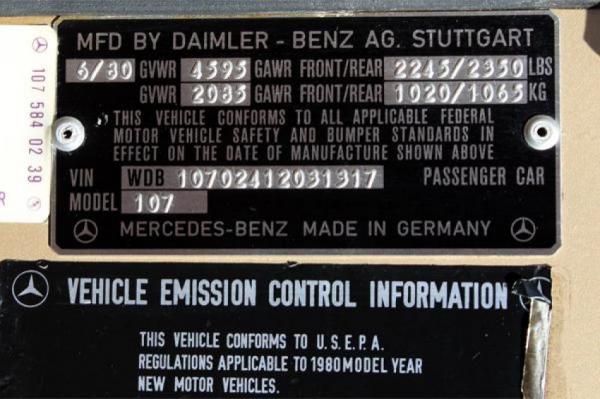 MFD BY DAIMLER - BENZ AG. STUTTGART
6/80 GVWR 4595 GAWR FRONT/REAR 2245/2350 LBS
GVWR 2085 GAWR FRONT/REAR 1020/1065 KG
THIS VEHICLE CONFORMS TO ALL APPLICABLE FEDERAL
MOTOR VEHICLE SAFETY AND BUMPER STANDARDS IN
EFFECT ON THE DATE OF MANUFACTURE SHOWN ABOVE
VIN WDB 10702412031317 PASSENGER CAR
MODEL 107
MERCEDES-BENZ MADE IN GERMANY
107 584 02 39
R
VEHICLE EMISSION CONTROL INFORMATION
THIS VEHICLE CONFORMS TO U.S.E.P.A.
REGULATIONS APPLICABLE TO 1980 MODEL YEAR
NEW MOTOR VEHICLES.